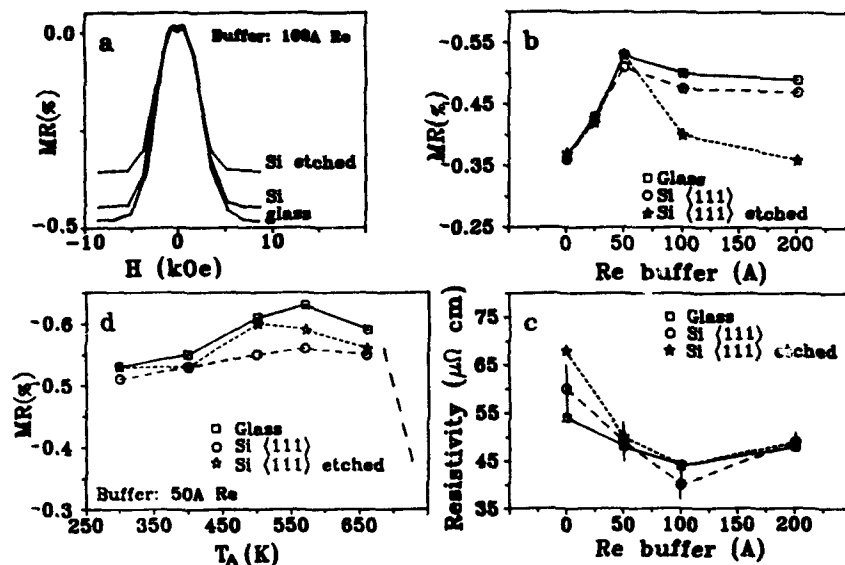 a
Buffer: 100A Re
0.0
-0.5
MR(%)
Si etched
Si
glass
-10
0
10
H (kOe)
b
-0.55
-0.45
-0.35
-0.25
MR(%)
Glass
Si ⟨111⟩
Si ⟨111⟩ etched
0 50 100 150 200
Re buffer (A)
d
-0.6
-0.5
-0.4
-0.3
MR(%)
Glass
Si ⟨111⟩
Si ⟨111⟩ etched
Buffer: 50A Re
250 350 450 550 650
T_A (K)
c
75
65
55
45
35
Resistivity (μΩ cm)
Glass
Si ⟨111⟩
Si ⟨111⟩ etched
0 50 100 150 200
Re buffer (A)